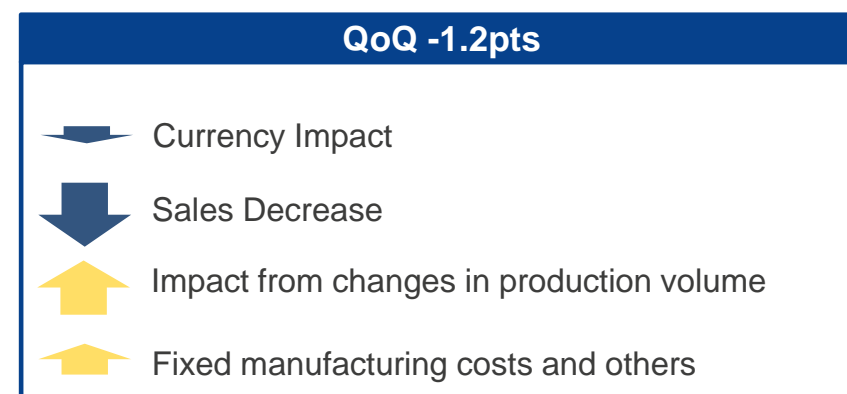 QoQ -1.2pts
Currency Impact
Sales Decrease
Impact from changes in production volume
Fixed manufacturing costs and others